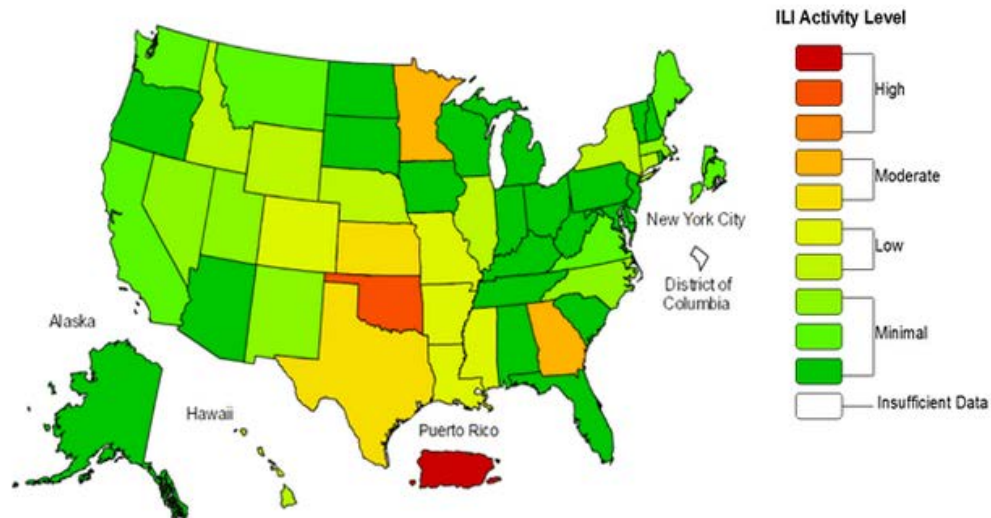 ILI Activity Level
High
Moderate
Low
Minimal
Insufficient Data
New York City
District of
Columbia
Alaska
Hawaii
Puerto Rico